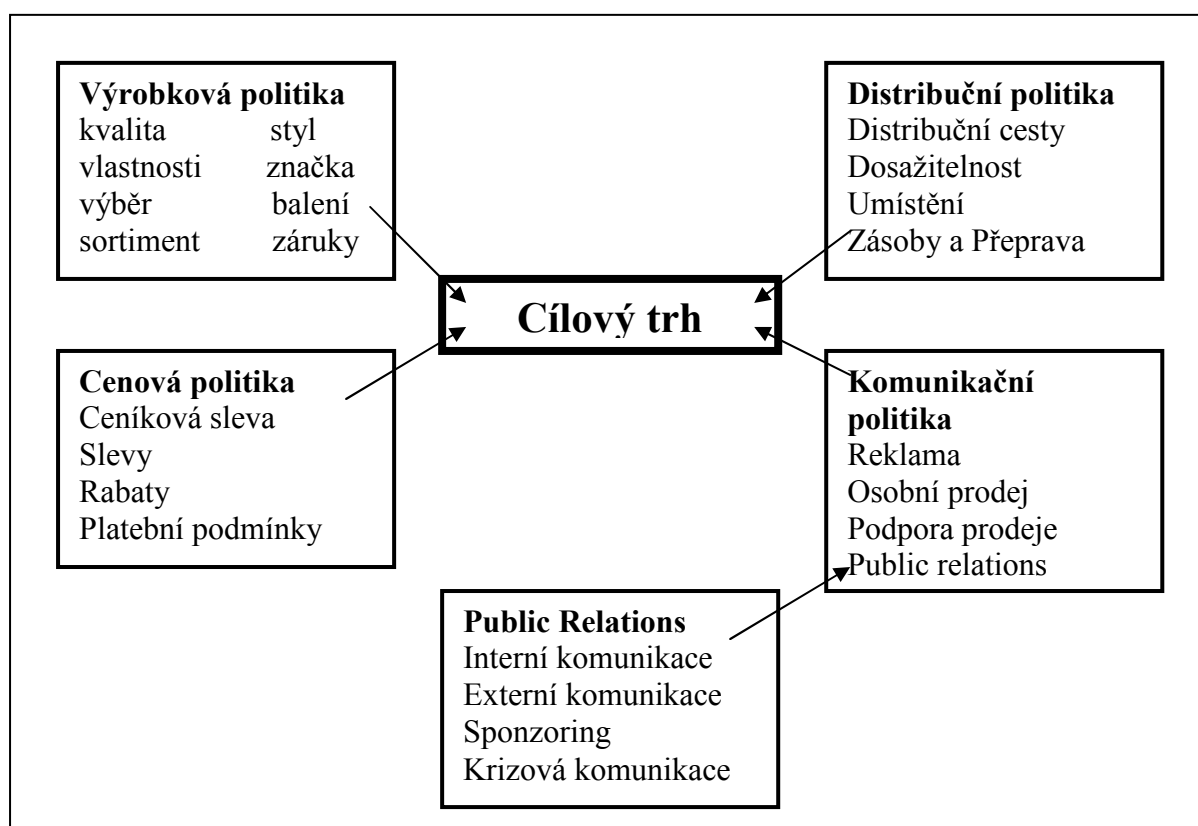 Výrobková politika
kvalita styl
vlastnosti značka
výběr balení
sortiment záruky
Distribuční politika
Distribuční cesty
Dosažitelnost
Umístění
Zásoby a Přeprava
Cílový trh
Cenová politika
Ceníková sleva
Slevy
Rabaty
Platební podmínky
Komunikační
politika
Reklama
Osobní prodej
Podpora prodeje
Public relations
Public Relations
Interní komunikace
Externí komunikace
Sponzoring
Krizová komunikace